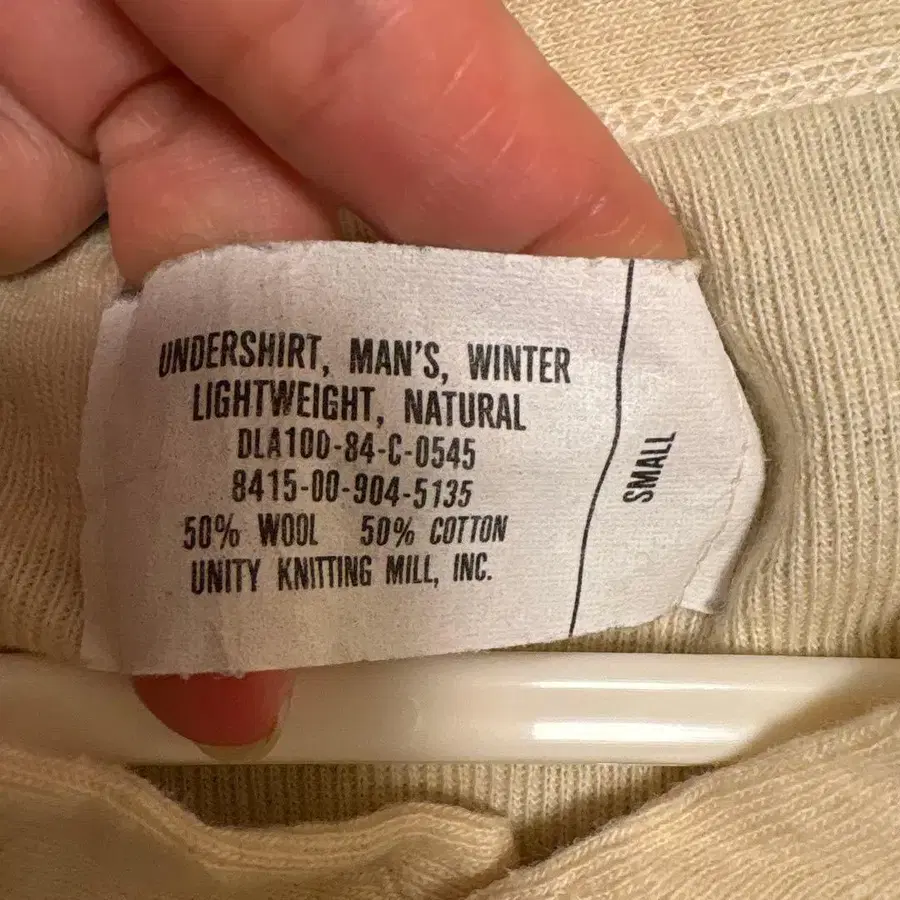 UNDERSHIRT, MAN'S, WINTER
LIGHTWEIGHT, NATURAL
DLA100-84-C-0545
8415-00-904-5135
50% WOOL 50% COTTON
UNITY KNITTING MILL, INC.
SMALL